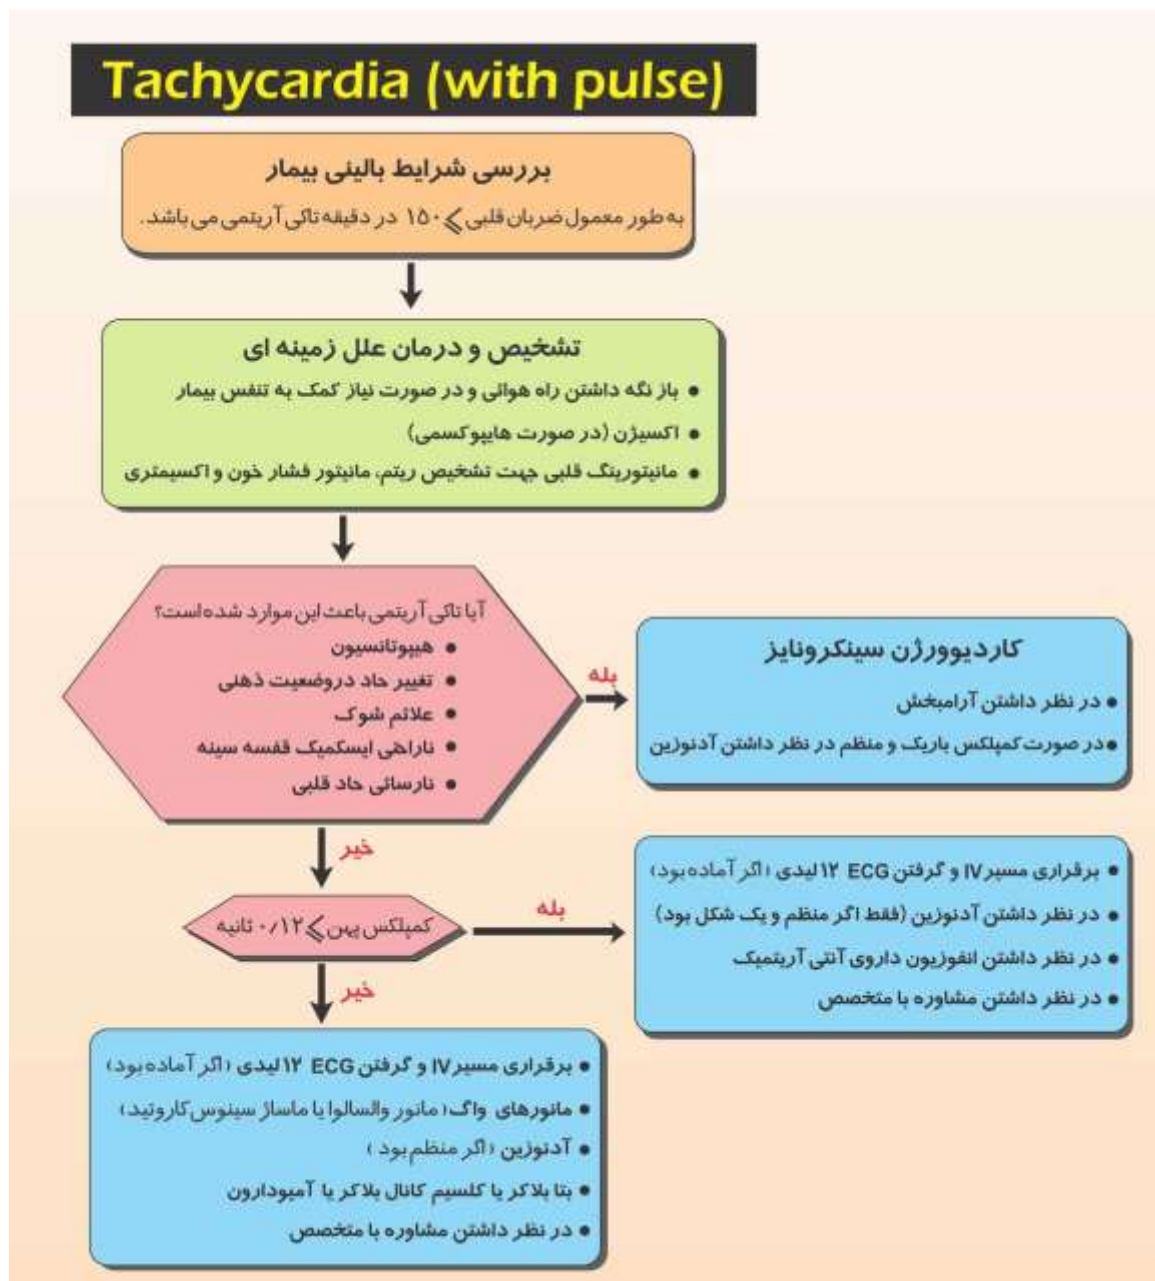 Tachycardia (with pulse)
بررسی شرایط بالینی بیمار
به طور معمول ضربان قلبی ⩾ ۱۵۰ در دقیقه تاکی آریتمی می باشد.
تشخیص و درمان علل زمینه ای
● باز نگه داشتن راه هوائی و در صورت نیاز کمک به تنفس بیمار
● اکسیژن (در صورت هایپوکسمی)
● مانیتورینگ قلبی جهت تشخیص ریتم، مانیتور فشار خون و اکسیمتری
آیا تاکی آریتمی باعث این موارد شده است؟
● هیپوتانسیون
● تغییر حاد دروضعیت ذهنی
● علائم شوک
● ناراحی ایسکمیک قفسه سینه
● نارسائی حاد قلبی
بله
کاردیوورژن سینکرونایز
● در نظر داشتن آرامبخش
● در صورت کمپلکس باریک و منظم در نظر داشتن آدنوزین
خیر
کمپلکس پهن ⩾ ۰/۱۲ ثانیه
بله
● برقراری مسیر IV و گرفتن ECG ۱۲ لیدی (اگر آماده بود)
● در نظر داشتن آدنوزین (فقط اگر منظم و یک شکل بود)
● در نظر داشتن انفوزیون داروی آنتی آریتمیک
● در نظر داشتن مشاوره با متخصص
خیر
● برقراری مسیر IV و گرفتن ECG ۱۲ لیدی (اگر آماده بود)
● مانورهای واگ (مانور والسالوا یا ماساژ سینوس کاروتید)
● آدنوزین (اگر منظم بود)
● بتا بلاکر یا کلسیم کانال بلاکر یا آمیودارون
● در نظر داشتن مشاوره با متخصص